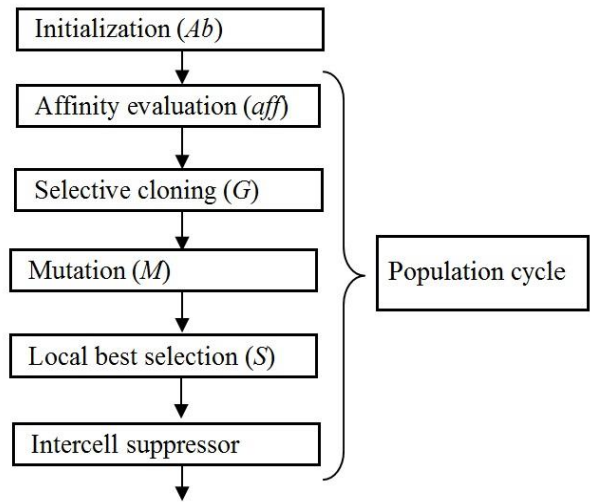 Initialization (Ab)
Affinity evaluation (aff)
Selective cloning (G)
Mutation (M)
Local best selection (S)
Intercell suppressor
Population cycle